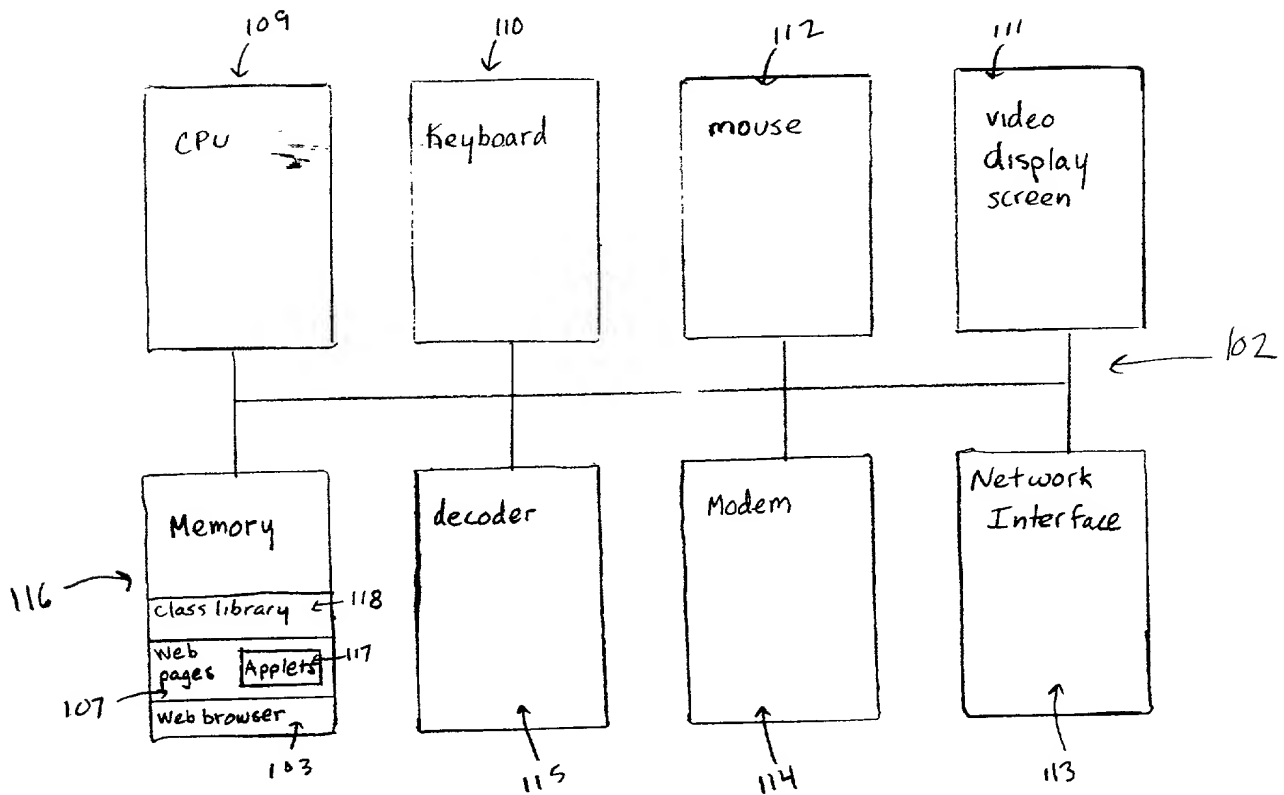 109
110
112
111
CPU
Keyboard
mouse
video
display
screen
102
Memory
decoder
Modem
Network
Interface
116
class library
118
Web
pages
Applets
117
107
Web browser
103
115
114
113